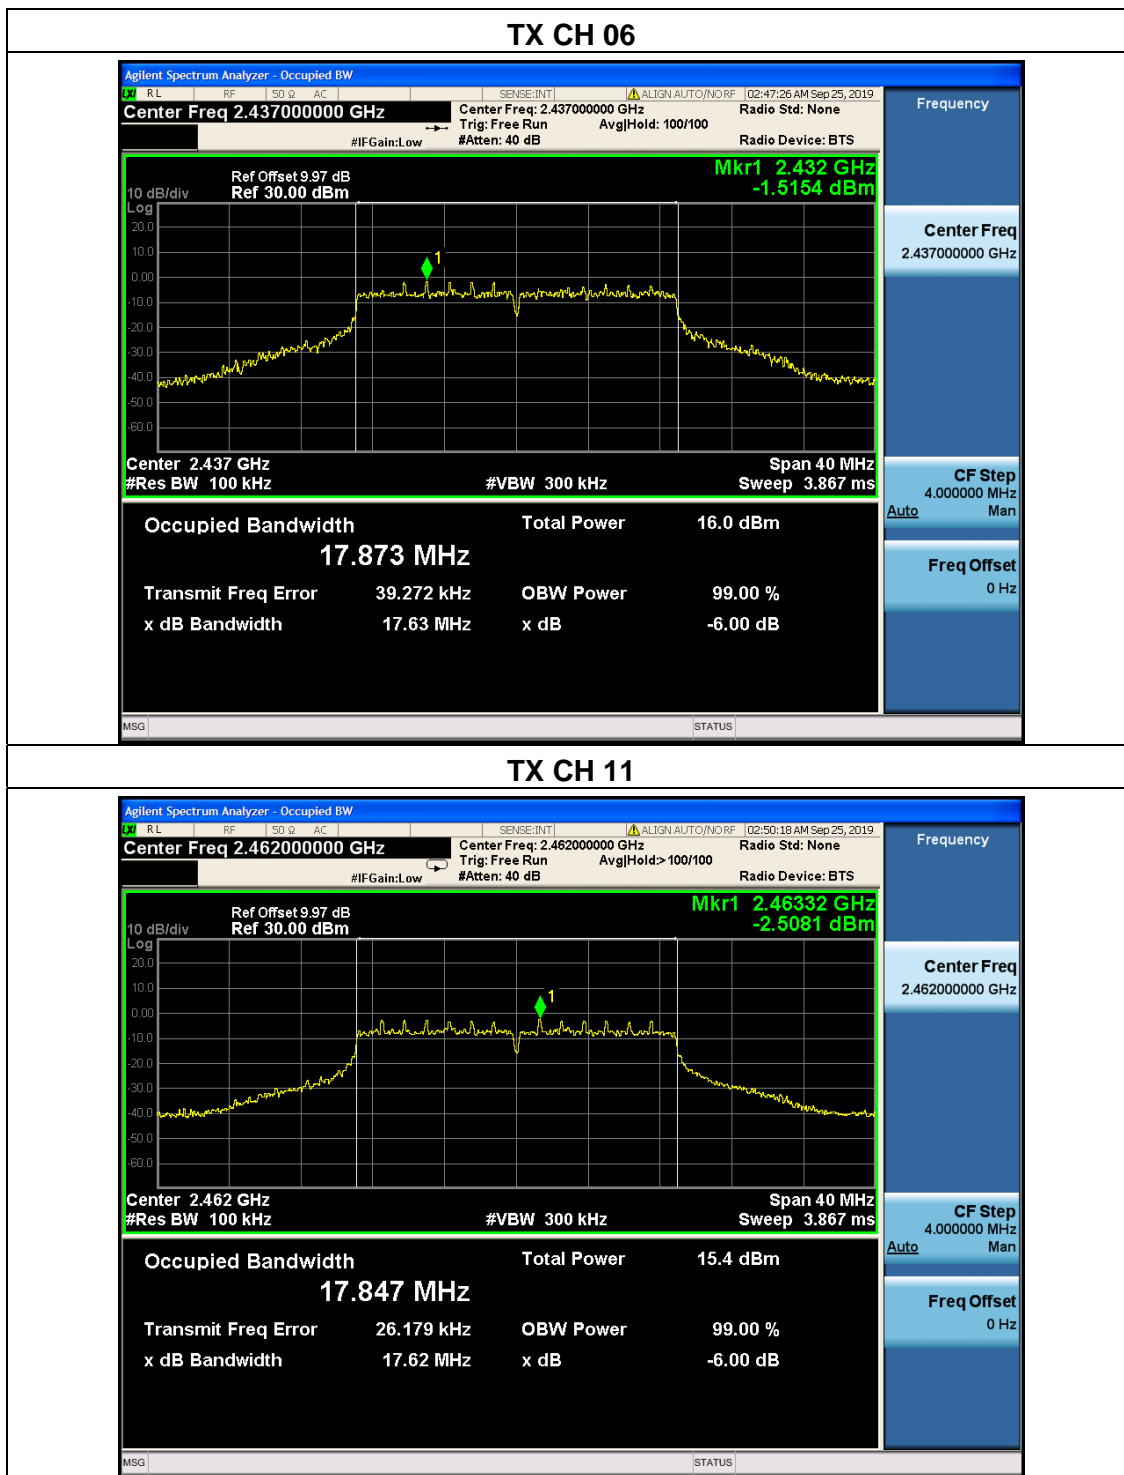 TX CH 06
Agilent Spectrum Analyzer - Occupied BW
LXI RL RF 50 Ω AC SENSE:INT ALIGN AUTO/NO RF 02:47:26 AM Sep 25, 2019
Center Freq 2.437000000 GHz
Center Freq: 2.437000000 GHz Radio Std: None
Trig: Free Run Avg|Hold: 100/100
#IFGain:Low #Atten: 40 dB Radio Device: BTS
Frequency
Mkr1 2.432 GHz
-1.5154 dBm
Ref Offset 9.97 dB
10 dB/div Ref 30.00 dBm
Log
20.0
10.0
0.00
-10.0
-20.0
-30.0
-40.0
-50.0
-60.0
1
Center Freq
2.437000000 GHz
Center 2.437 GHz Span 40 MHz
#Res BW 100 kHz #VBW 300 kHz Sweep 3.867 ms
CF Step
4.000000 MHz
Auto Man
Freq Offset
0 Hz
Occupied Bandwidth Total Power 16.0 dBm
17.873 MHz
Transmit Freq Error 39.272 kHz OBW Power 99.00 %
x dB Bandwidth 17.63 MHz x dB -6.00 dB
MSG STATUS
TX CH 11
Agilent Spectrum Analyzer - Occupied BW
LXI RL RF 50 Ω AC SENSE:INT ALIGN AUTO/NO RF 02:50:18 AM Sep 25, 2019
Center Freq 2.462000000 GHz
Center Freq: 2.462000000 GHz Radio Std: None
Trig: Free Run Avg|Hold:>100/100
#IFGain:Low #Atten: 40 dB Radio Device: BTS
Frequency
Mkr1 2.46332 GHz
-2.5081 dBm
Ref Offset 9.97 dB
10 dB/div Ref 30.00 dBm
Log
20.0
10.0
0.00
-10.0
-20.0
-30.0
-40.0
-50.0
-60.0
1
Center Freq
2.462000000 GHz
Center 2.462 GHz Span 40 MHz
#Res BW 100 kHz #VBW 300 kHz Sweep 3.867 ms
CF Step
4.000000 MHz
Auto Man
Freq Offset
0 Hz
Occupied Bandwidth Total Power 15.4 dBm
17.847 MHz
Transmit Freq Error 26.179 kHz OBW Power 99.00 %
x dB Bandwidth 17.62 MHz x dB -6.00 dB
MSG STATUS